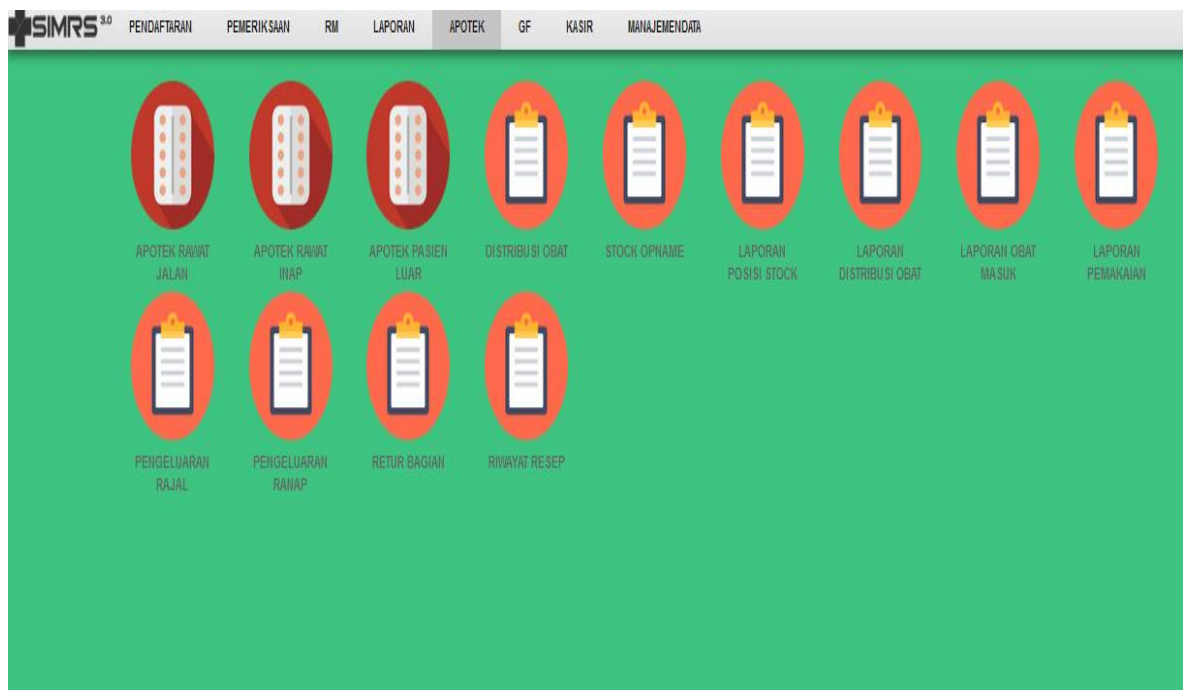 SIMRS 3.0 PENDAFTARAN PEMERIKSAAN RM LAPORAN APOTEK GF KASIR MANAJEMENDATA
APOTEK RAWAT JALAN
APOTEK RAWAT INAP
APOTEK PASIEN LUAR
DISTRIBUSI OBAT
STOCK OPNAME
LAPORAN POSISI STOCK
LAPORAN DISTRIBUSI OBAT
LAPORAN OBAT MASUK
LAPORAN PEMAKAIAN
PENGELUARAN RAJAL
PENGELUARAN RANAP
RETUR BAGIAN
RIWAYAT RESEP